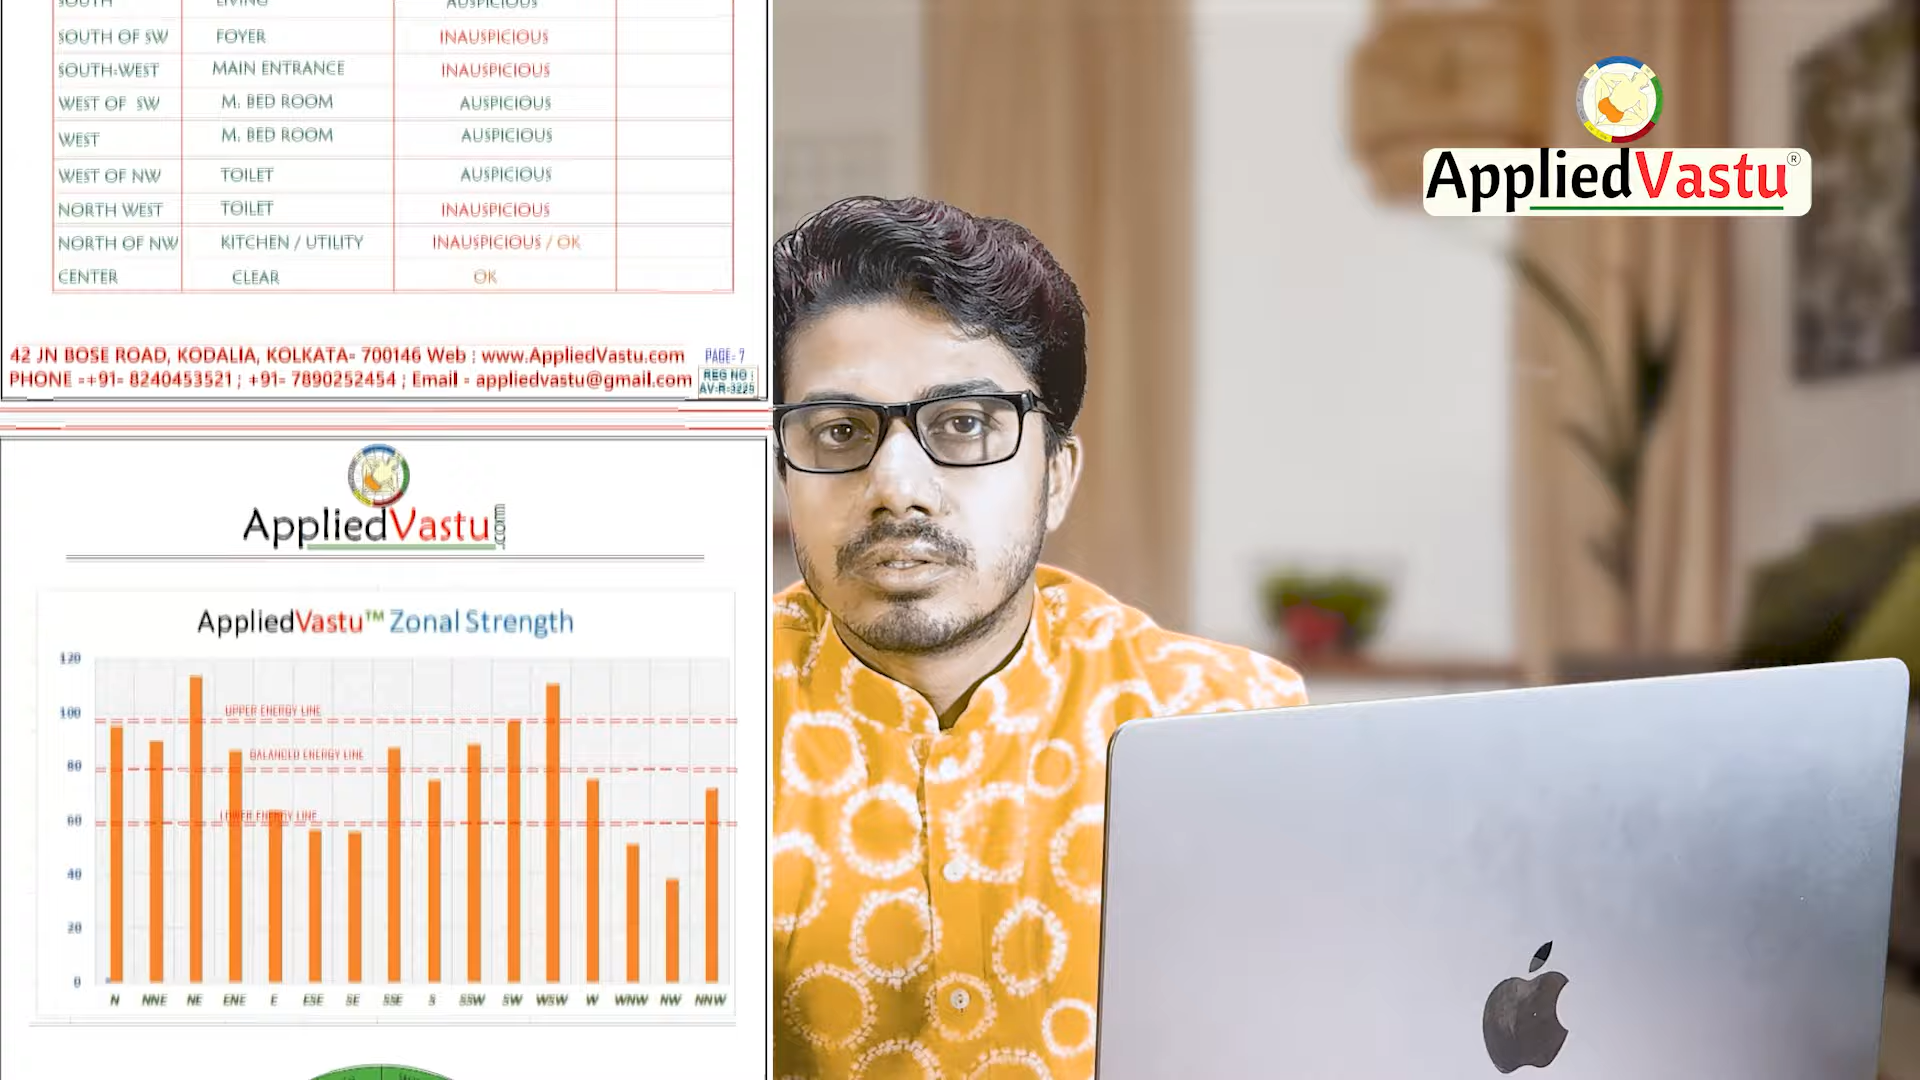 SOUTH LIVING AUSPICIOUS
SOUTH OF SW FOYER INAUSPICIOUS
SOUTH-WEST MAIN ENTRANCE INAUSPICIOUS
WEST OF SW M. BED ROOM AUSPICIOUS
WEST M. BED ROOM AUSPICIOUS
WEST OF NW TOILET AUSPICIOUS
NORTH WEST TOILET INAUSPICIOUS
NORTH OF NW KITCHEN / UTILITY INAUSPICIOUS / OK
CENTER CLEAR OK
42 JN BOSE ROAD, KODALIA, KOLKATA- 700146 Web : www.AppliedVastu.com PAGE- 7
PHONE -+91- 8240453521 ; +91- 7890252454 ; Email - appliedvastu@gmail.com REG NO :
AV-R-3225
AppliedVastu.com
AppliedVastu™ Zonal Strength
120
100
80
60
40
20
0
UPPER ENERGY LINE
BALANCED ENERGY LINE
LOWER ENERGY LINE
N NNE NE ENE E ESE SE SSE S SSW SW WSW W WNW NW NNW
AppliedVastu®